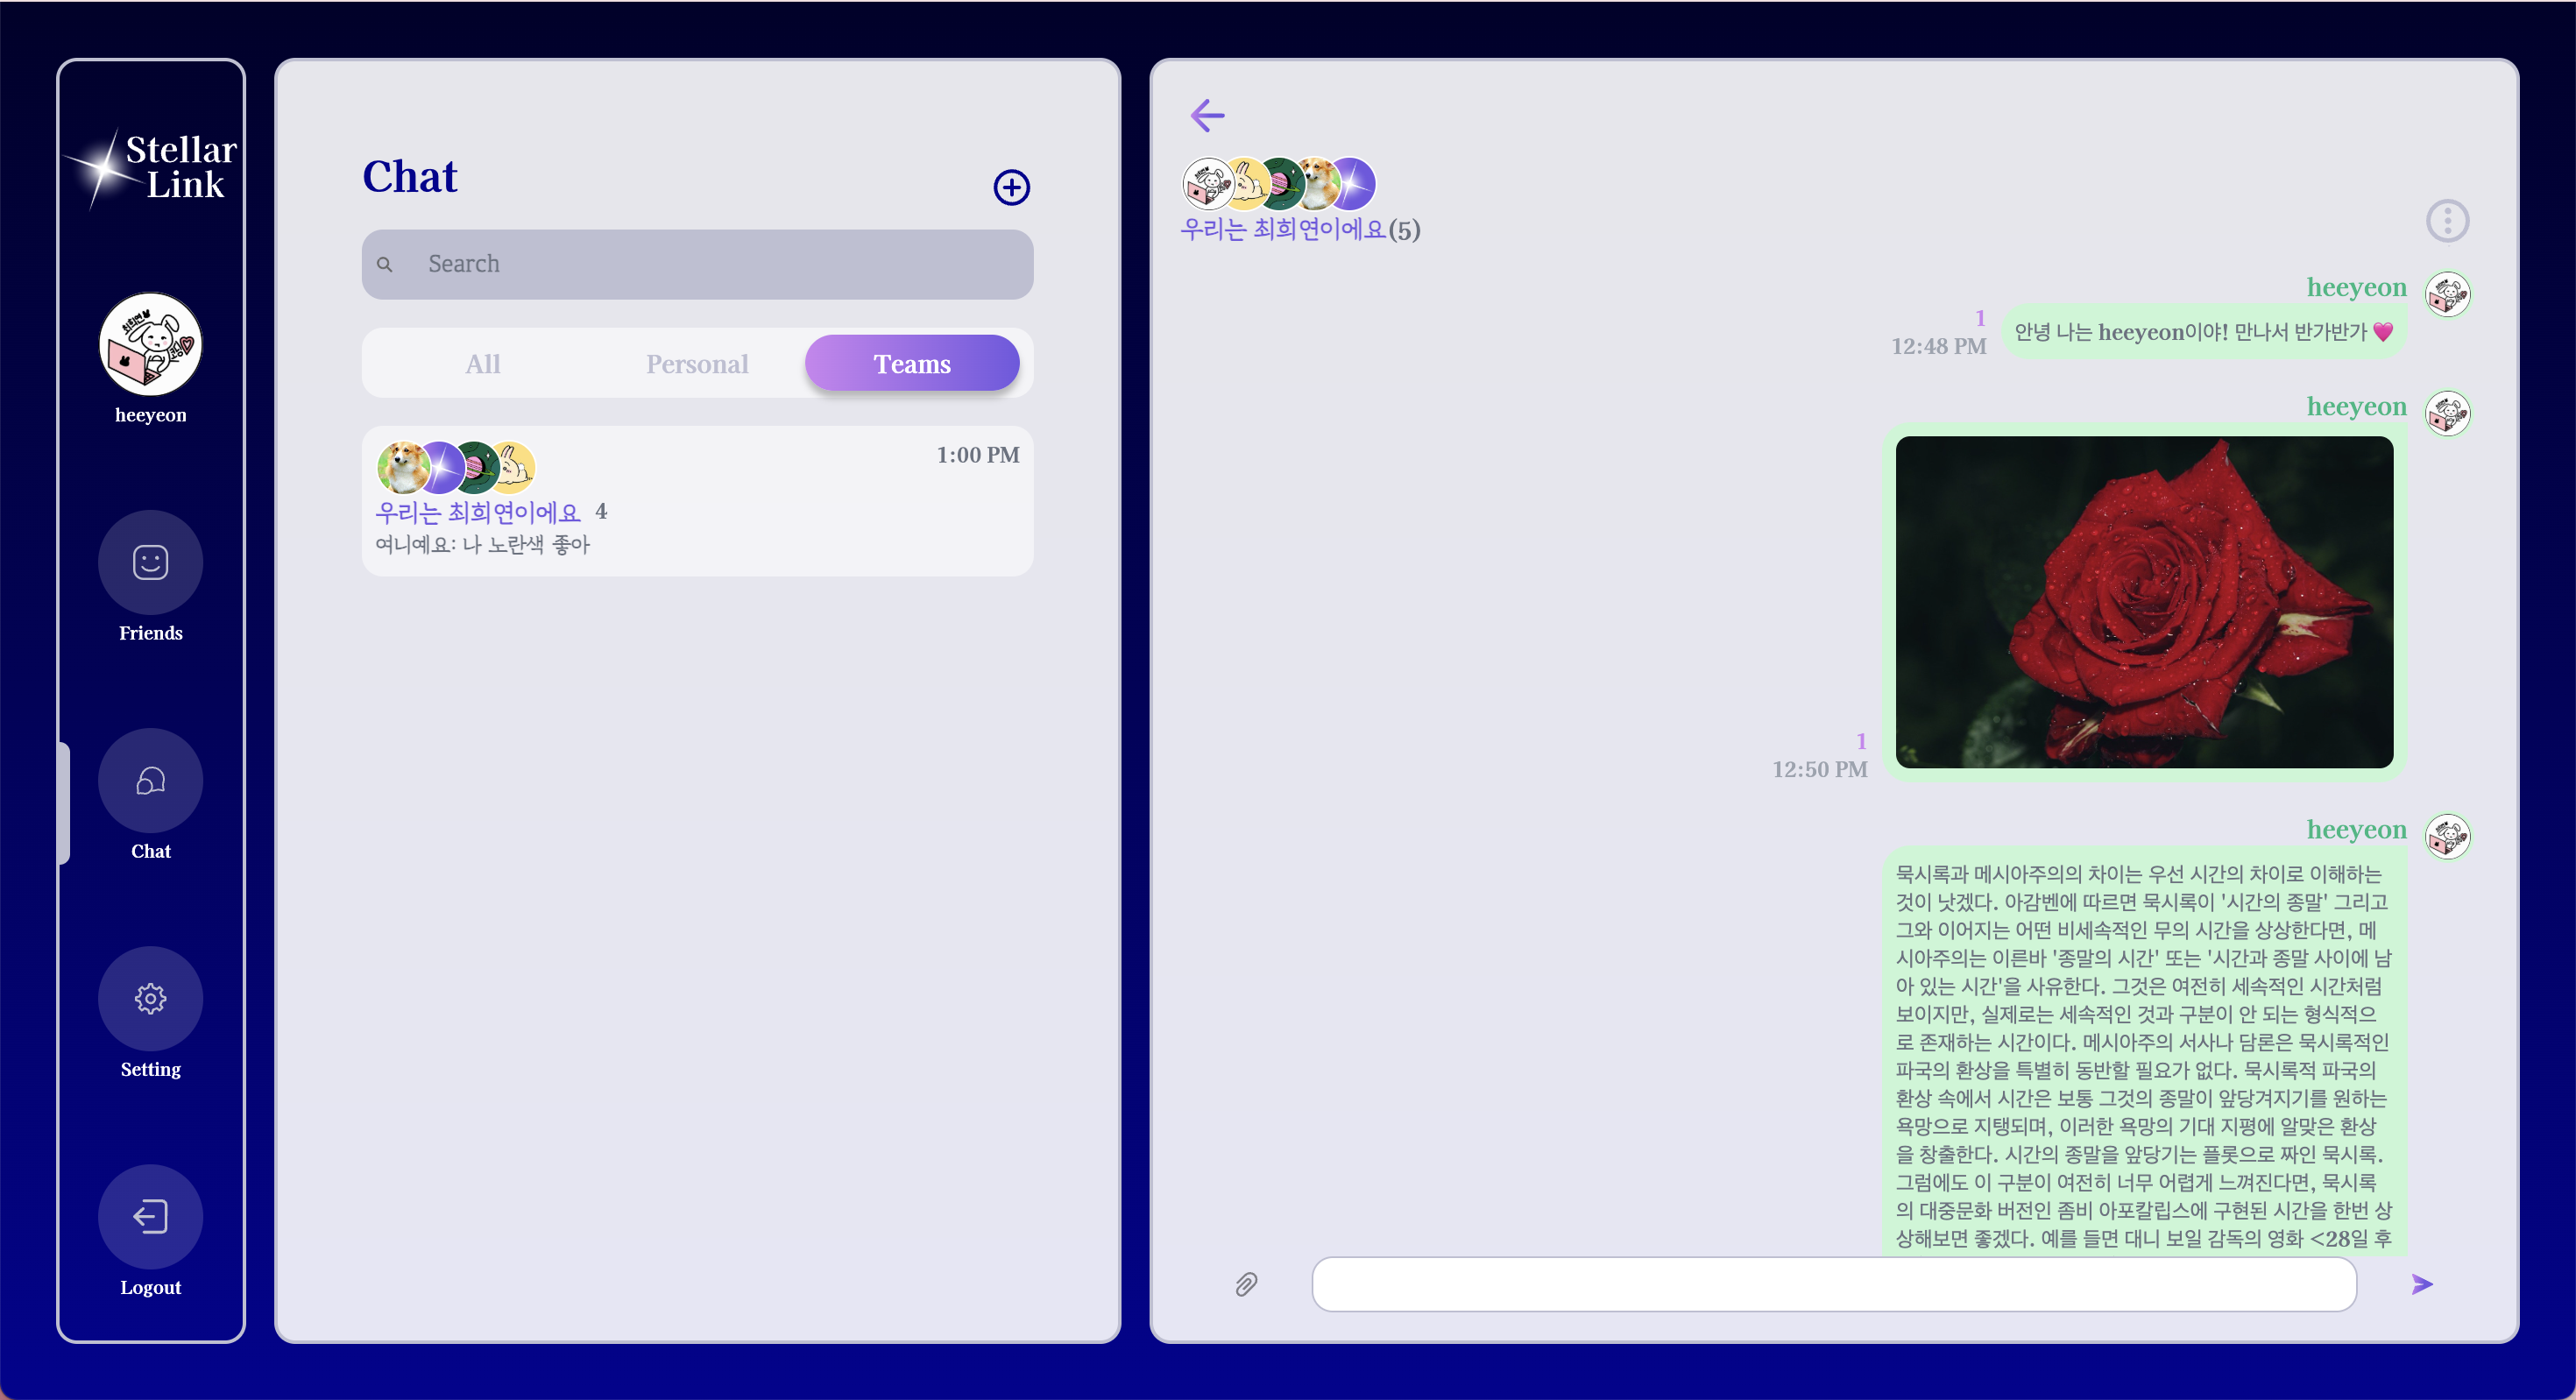 Stellar
Link
heeyeon
Friends
Chat
Setting
Logout
Chat
Search
All
Personal
Teams
1:00 PM
우리는 최희연이에요 4
여니예요: 나 노란색 좋아
우리는 최희연이에요(5)
heeyeon
안녕 나는 heeyeon이야! 만나서 반가반가 💗
1
12:48 PM
heeyeon
1
12:50 PM
heeyeon
묵시록과 메시아주의의 차이는 우선 시간의 차이로 이해하는
것이 낫겠다. 아감벤에 따르면 묵시록이 '시간의 종말' 그리고
그와 이어지는 어떤 비세속적인 무의 시간을 상상한다면, 메
시아주의는 이른바 '종말의 시간' 또는 '시간과 종말 사이에 남
아 있는 시간'을 사유한다. 그것은 여전히 세속적인 시간처럼
보이지만, 실제로는 세속적인 것과 구분이 안 되는 형식적으
로 존재하는 시간이다. 메시아주의 서사나 담론은 묵시록적인
파국의 환상을 특별히 동반할 필요가 없다. 묵시록적 파국의
환상 속에서 시간은 보통 그것의 종말이 앞당겨지기를 원하는
욕망으로 지탱되며, 이러한 욕망의 기대 지평에 알맞은 환상
을 창출한다. 시간의 종말을 앞당기는 플롯으로 짜인 묵시록.
그럼에도 이 구분이 여전히 너무 어렵게 느껴진다면, 묵시록
의 대중문화 버전인 좀비 아포칼립스에 구현된 시간을 한번 상
상해보면 좋겠다. 예를 들면 대니 보일 감독의 영화 <28일 후